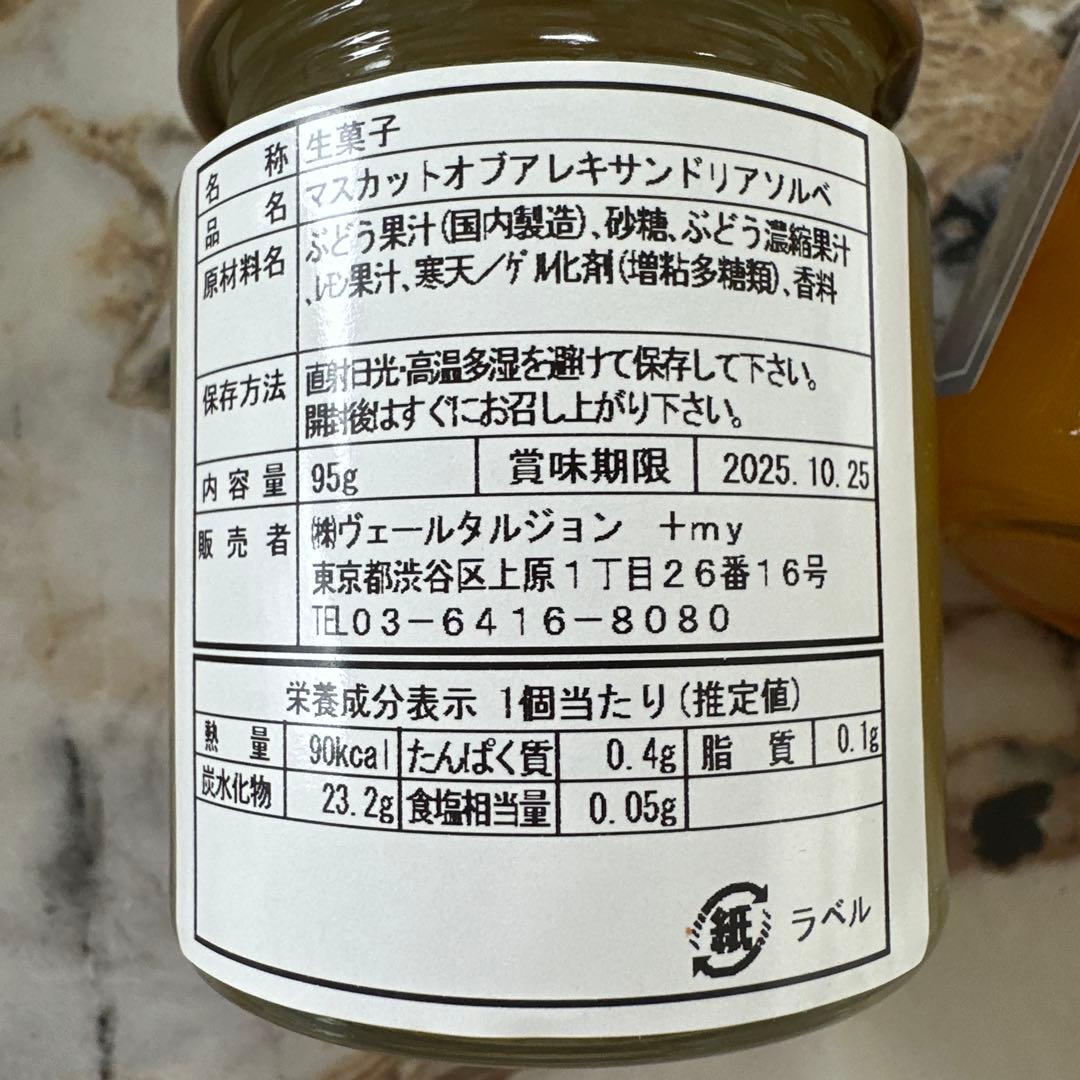 名称 生菓子
品名 マスカットオブアレキサンドリアソルベ
原材料名 ぶどう果汁(国内製造)、砂糖、ぶどう濃縮果汁
、レモン果汁、寒天/ゲル化剤(増粘多糖類)、香料
保存方法 直射日光・高温多湿を避けて保存して下さい。
開封後はすぐにお召し上がり下さい。
内容量 95g 賞味期限 2025.10.25
販売者 ㈱ヴェールタルジョン +my
東京都渋谷区上原1丁目26番16号
TEL03-6416-8080
栄養成分表示 1個当たり(推定値)
熱量 90kcal たんぱく質 0.4g 脂質 0.1g
炭水化物 23.2g 食塩相当量 0.05g
紙 ラベル